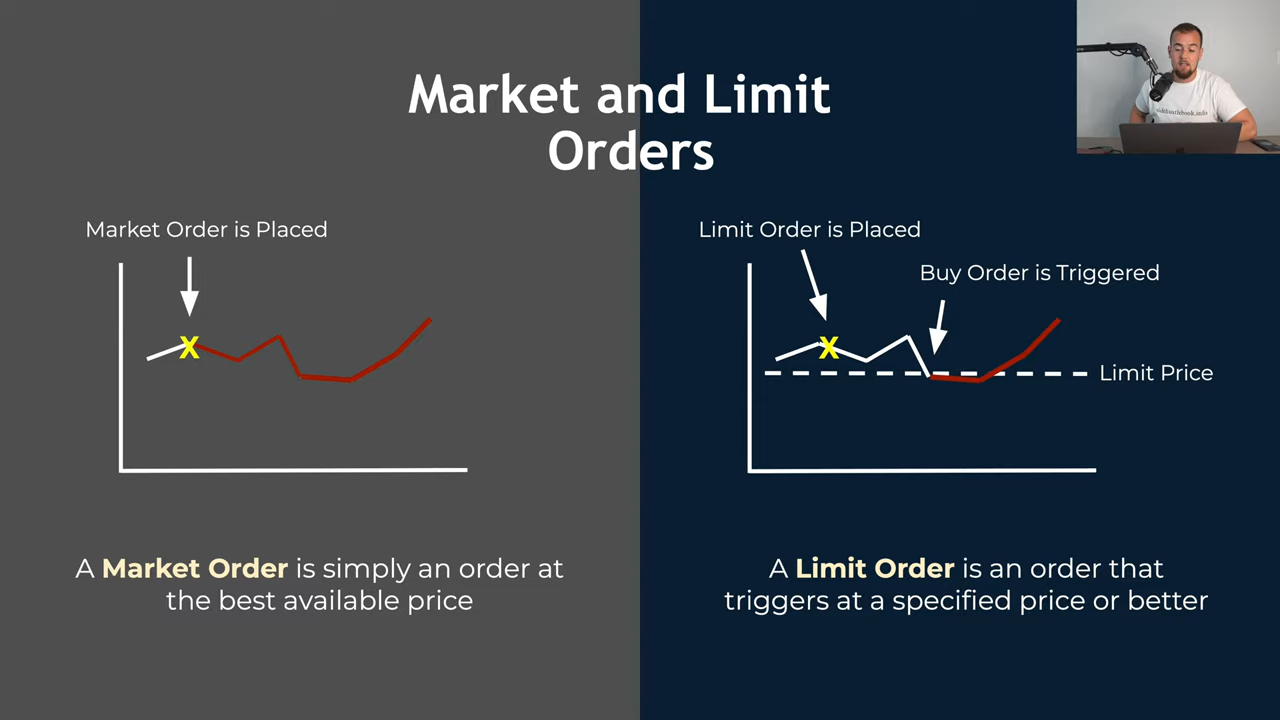 Market and Limit
Orders
Market Order is Placed
X
A Market Order is simply an order at
the best available price
Limit Order is Placed
Buy Order is Triggered
X
Limit Price
A Limit Order is an order that
triggers at a specified price or better